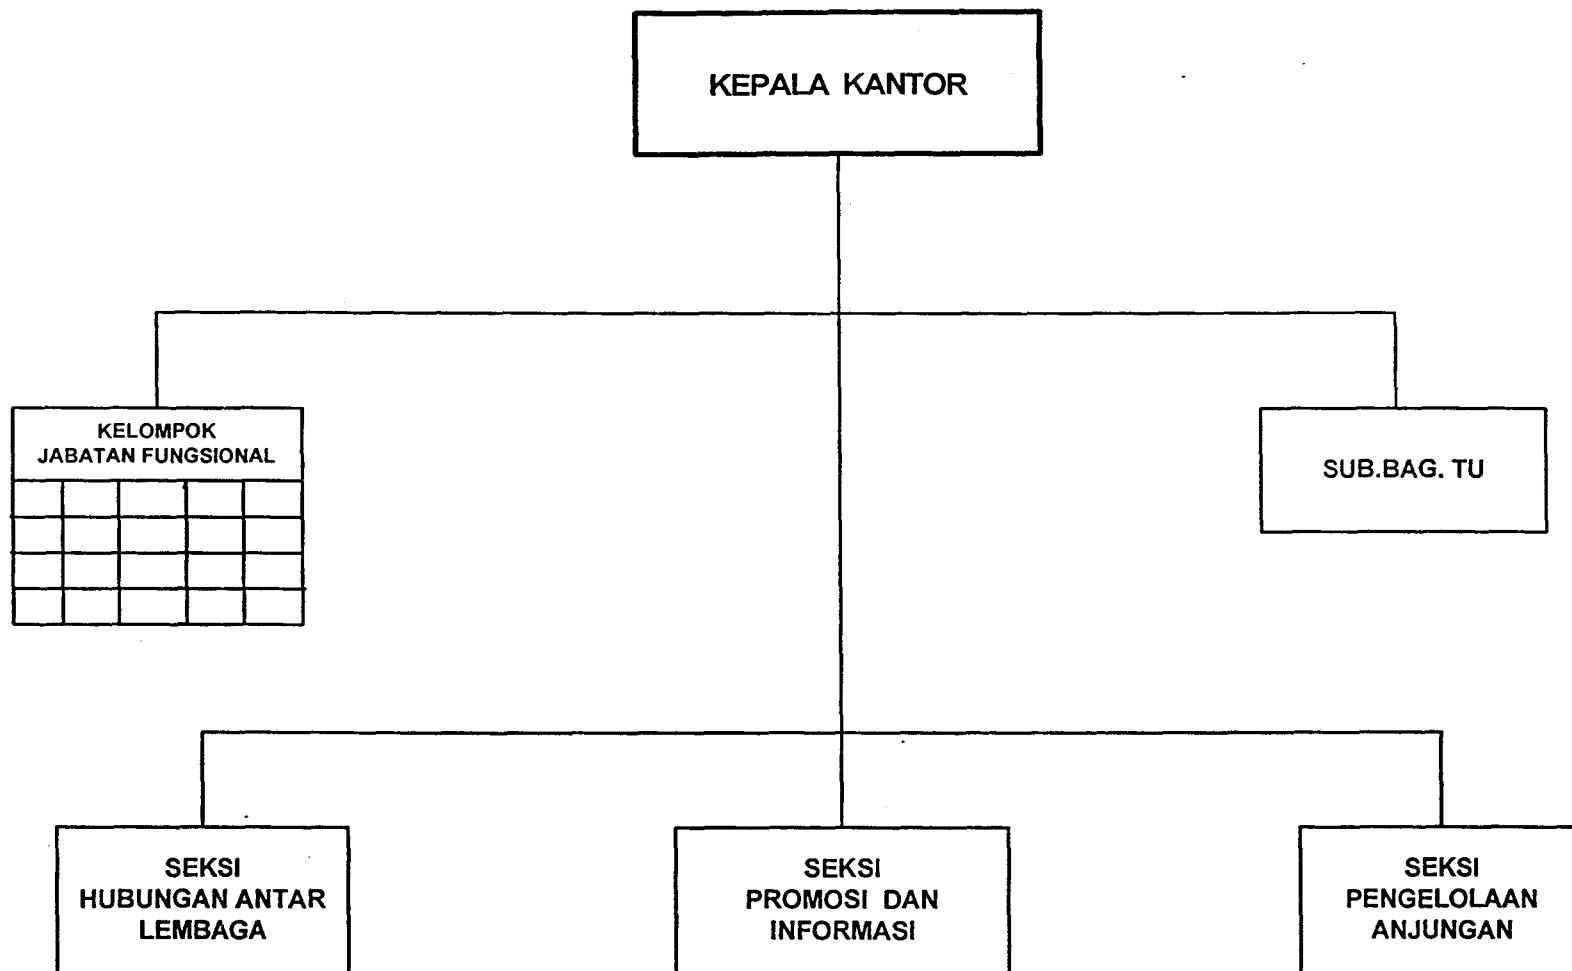 KEPALA KANTOR
KELOMPOK
JABATAN FUNGSIONAL
SUB.BAG. TU
SEKSI
HUBUNGAN ANTAR
LEMBAGA
SEKSI
PROMOSI DAN
INFORMASI
SEKSI
PENGELOLAAN
ANJUNGAN